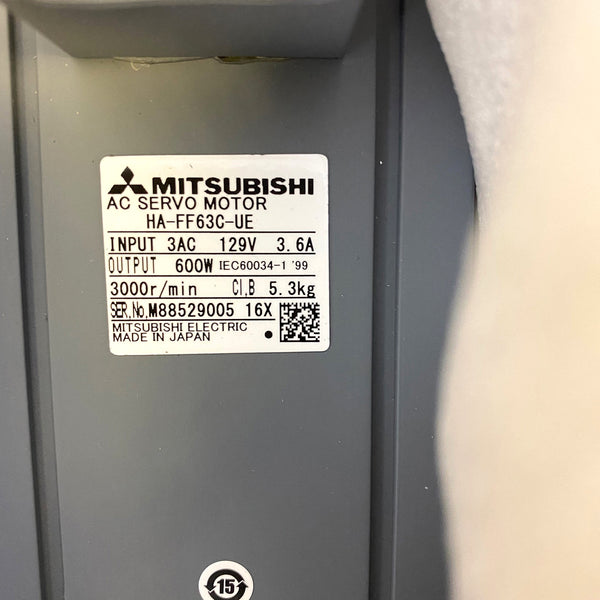 MITSUBISHI
AC SERVO MOTOR
HA-FF63C-UE
INPUT 3AC 129V 3.6A
OUTPUT 600W IEC60034-1 '99
3000r/min CI.B 5.3kg
SER.No.M88529005 16X
MITSUBISHI ELECTRIC
MADE IN JAPAN
15